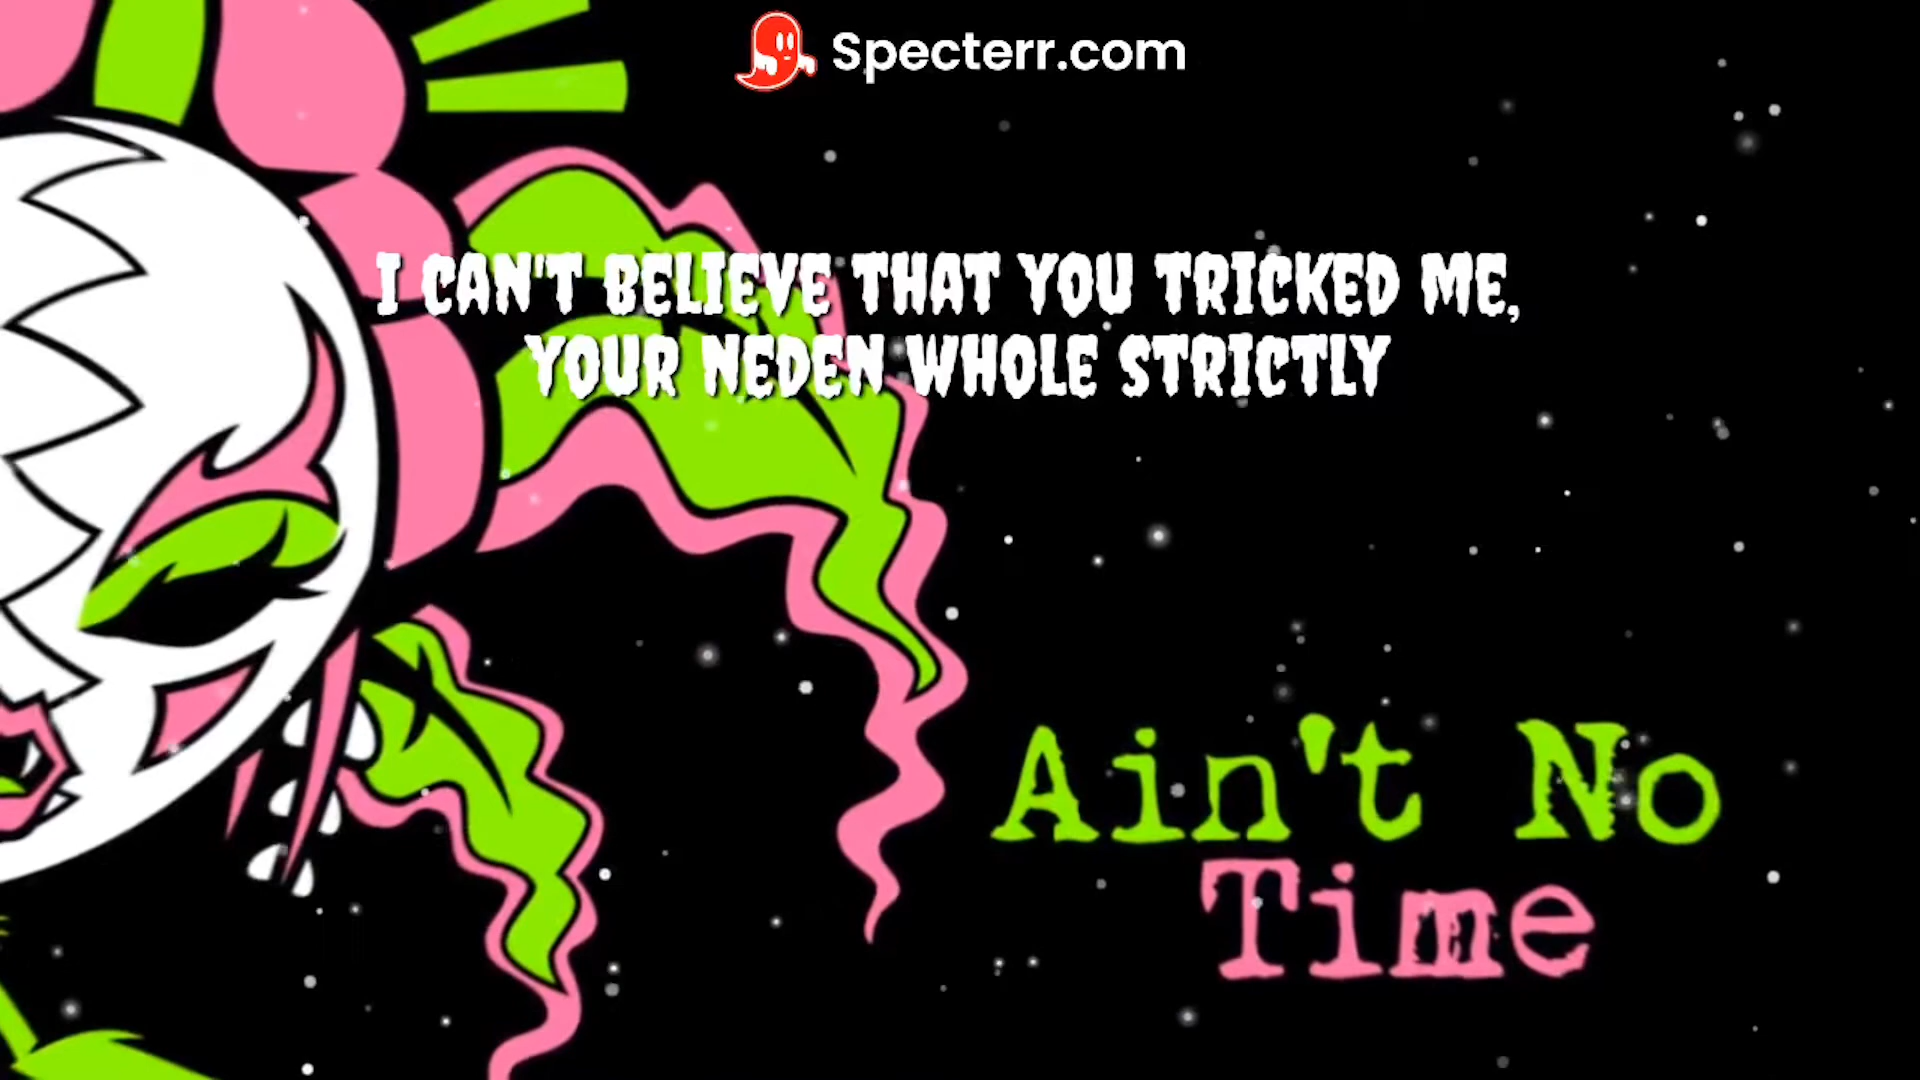 Specterr.com
I CAN'T BELIEVE THAT YOU TRICKED ME,
YOUR NEDEN WHOLE STRICTLY
Ain't No
Time